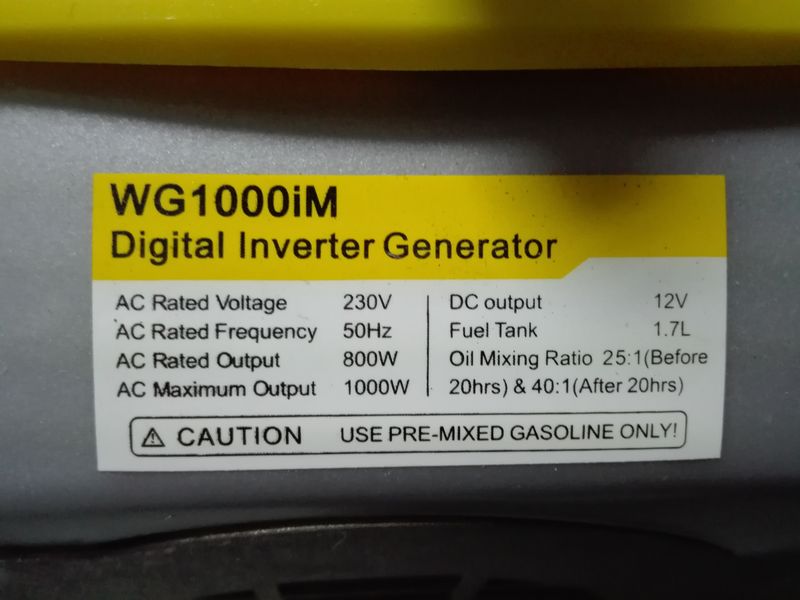 WG1000iM
Digital Inverter Generator
AC Rated Voltage 230V
AC Rated Frequency 50Hz
AC Rated Output 800W
AC Maximum Output 1000W
DC output 12V
Fuel Tank 1.7L
Oil Mixing Ratio 25:1(Before
20hrs) & 40:1(After 20hrs)
CAUTION USE PRE-MIXED GASOLINE ONLY!